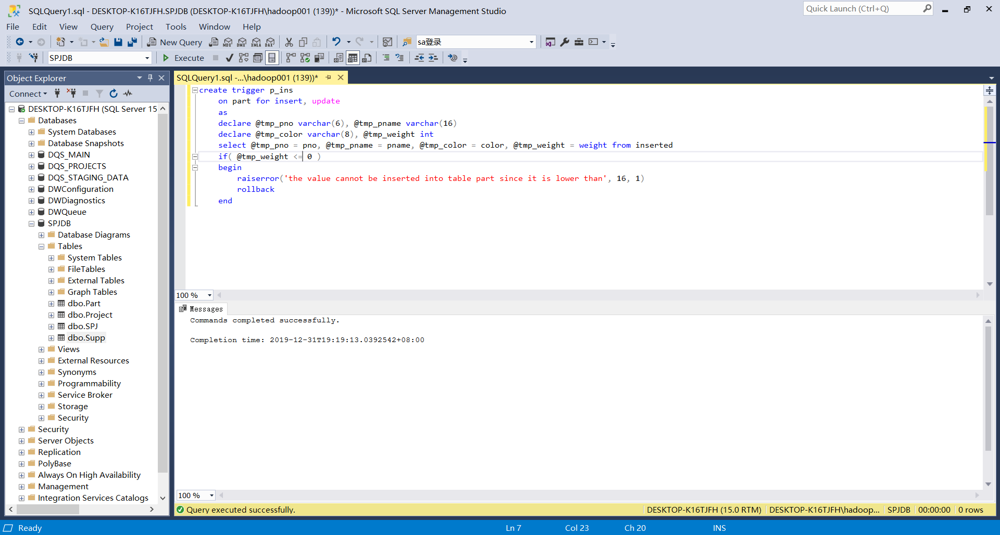 SQLQuery1.sql - DESKTOP-K16TJFH.SPJDB (DESKTOP-K16TJFH\hadoop001 (139))* - Microsoft SQL Server Management Studio
Quick Launch (Ctrl+Q)
File Edit View Query Project Tools Window Help
New Query MDX DMX XMLA DAX sa登录
SPJDB Execute
Object Explorer
SQLQuery1.sql -...\hadoop001 (139))*
Connect
DESKTOP-K16TJFH (SQL Server 15
Databases
System Databases
Database Snapshots
DQS_MAIN
DQS_PROJECTS
DQS_STAGING_DATA
DWConfiguration
DWDiagnostics
DWQueue
SPJDB
Database Diagrams
Tables
System Tables
FileTables
External Tables
Graph Tables
dbo.Part
dbo.Project
dbo.SPJ
dbo.Supp
Views
External Resources
Synonyms
Programmability
Service Broker
Storage
Security
Security
Server Objects
Replication
PolyBase
Always On High Availability
Management
Integration Services Catalogs
create trigger p_ins
on part for insert, update
as
declare @tmp_pno varchar(6), @tmp_pname varchar(16)
declare @tmp_color varchar(8), @tmp_weight int
select @tmp_pno = pno, @tmp_pname = pname, @tmp_color = color, @tmp_weight = weight from inserted
if( @tmp_weight <= 0 )
begin
raiserror('the value cannot be inserted into table part since it is lower than', 16, 1)
rollback
end
100 %
Messages
Commands completed successfully.
Completion time: 2019-12-31T19:19:13.0392542+08:00
100 %
Query executed successfully. DESKTOP-K16TJFH (15.0 RTM) DESKTOP-K16TJFH\hadoop... SPJDB 00:00:00 0 rows
Ready Ln 7 Col 23 Ch 20 INS